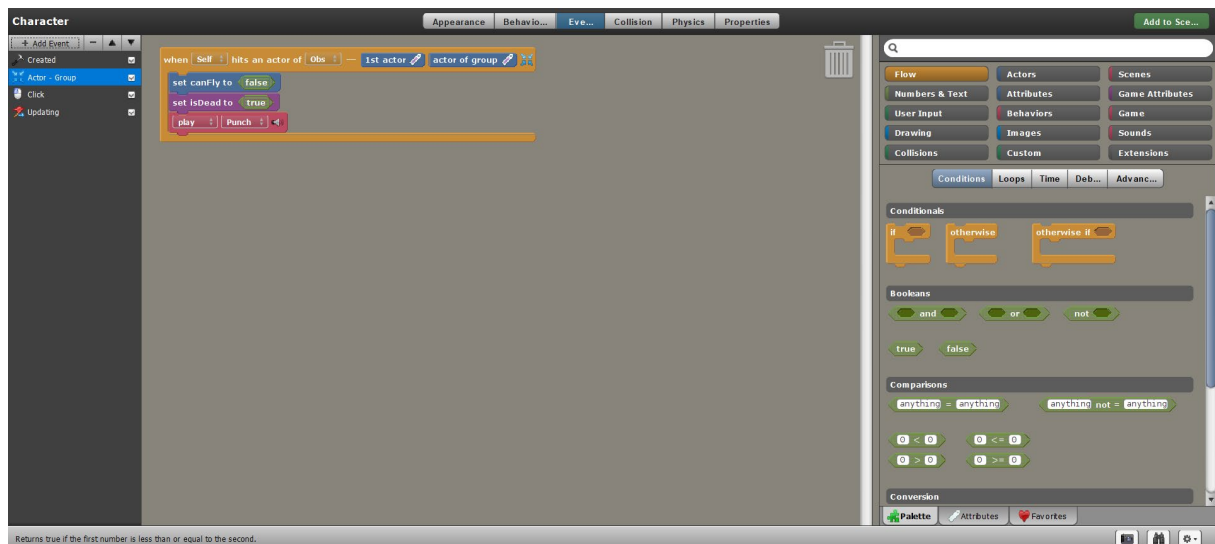 Character
Appearance Behavio... Eve... Collision Physics Properties
Add to Sce...
+ Add Event
Created
Actor - Group
Click
Updating
when Self hits an actor of Obs — 1st actor actor of group
set canFly to false
set isDead to true
play Punch
Flow Actors Scenes
Numbers & Text Attributes Game Attributes
User Input Behaviors Game
Drawing Images Sounds
Collisions Custom Extensions
Conditions Loops Time Deb... Advanc...
Conditionals
if otherwise otherwise if
Booleans
and or not
true false
Comparisons
anything = anything anything not = anything
0 < 0 0 <= 0
0 > 0 0 >= 0
Conversion
Palette Attributes Favorites
Returns true if the first number is less than or equal to the second.